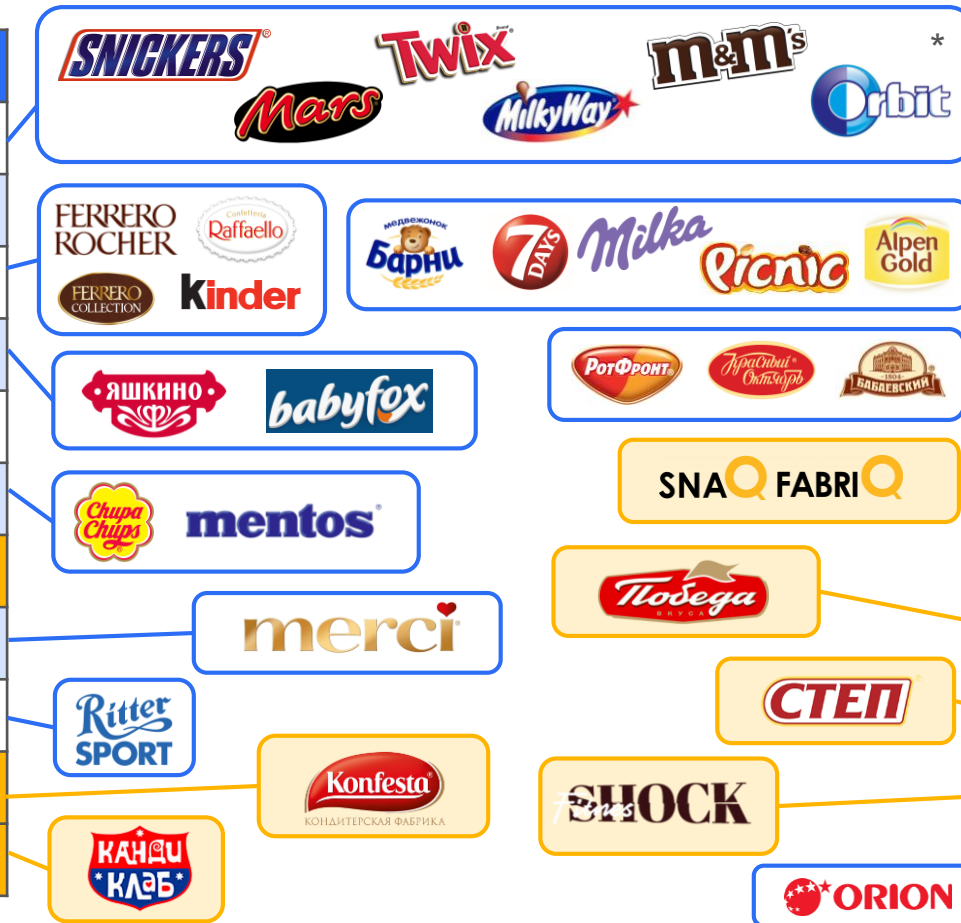 SNICKERS®
Twix
m&m's
*
Mars
MilkyWay
Orbit
FERRERO
ROCHER
Confetteria
Raffaello
FERRERO
COLLECTION
kinder
медвежонок
Барни
7
DAYS
Milka
Picnic
Alpen
Gold
ЯШКИНО
babyfox
РОТФРОНТ
Красный
Октябрь
1804
БАБАЕВСКИЙ
SNAQ FABRIQ
Chupa
Chups
mentos
Победа
ВКУСА
merci
СТЕП
Ritter
SPORT
Konfesta®
КОНДИТЕРСКАЯ ФАБРИКА
Fitnes
SHOCK
КАНДИ
КЛАБ
ORION